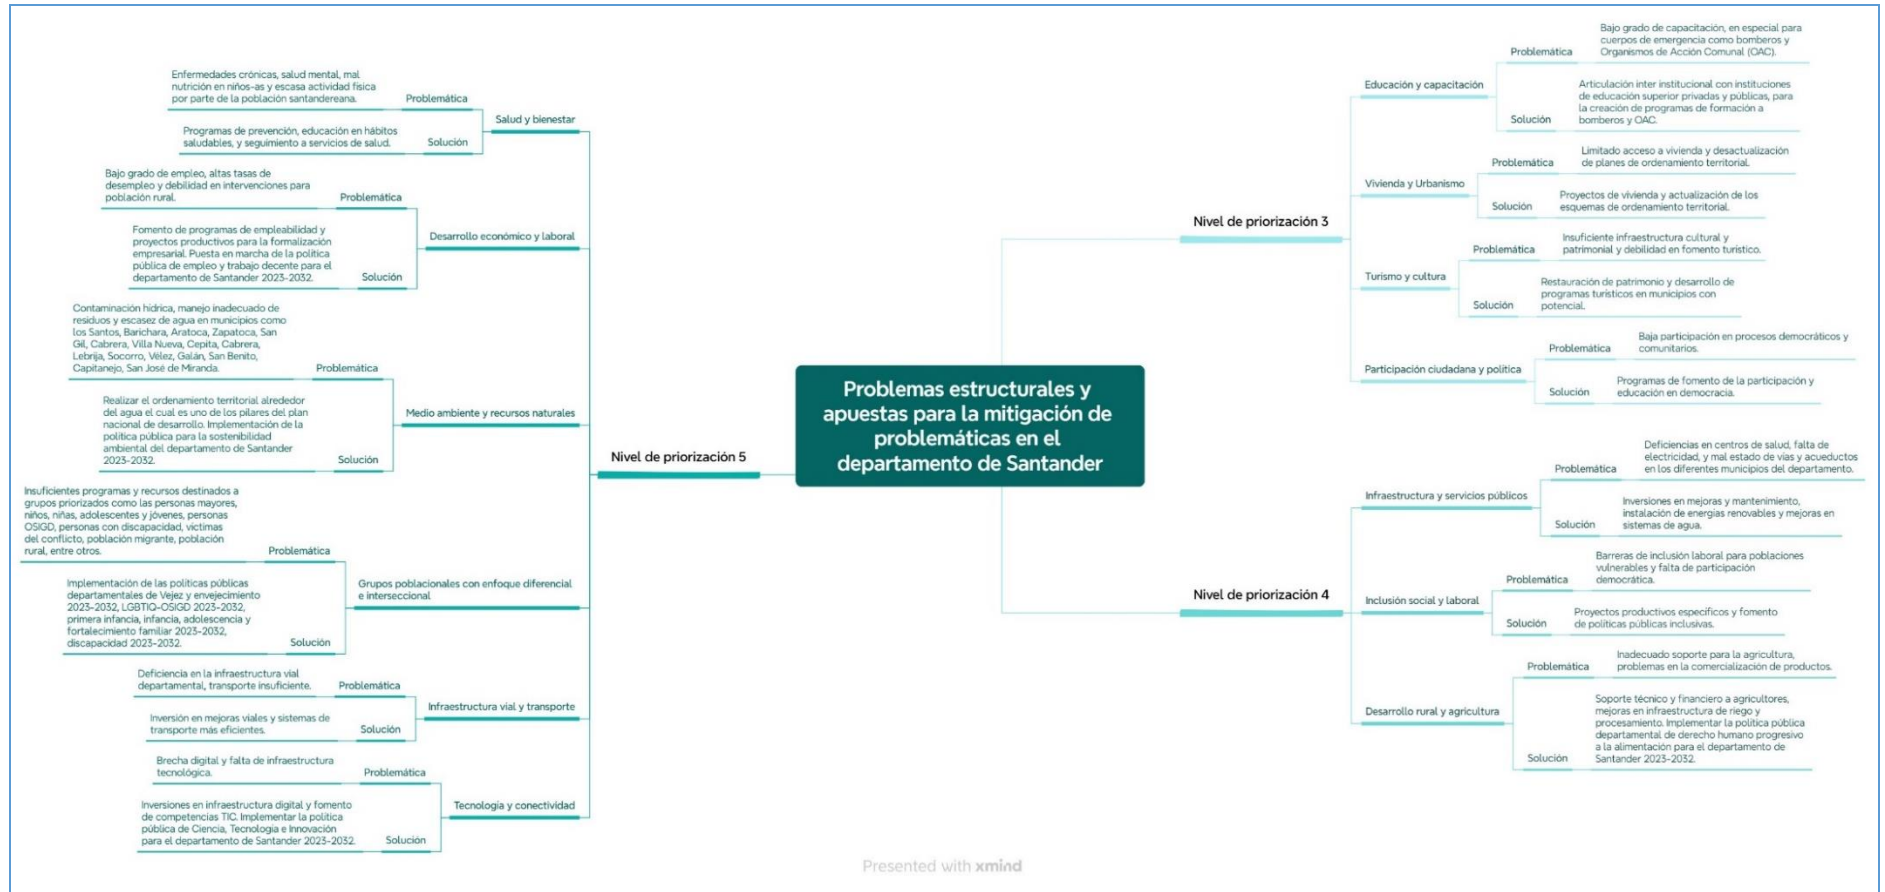 Problemas estructurales y
apuestas para la mitigación de
problemáticas en el
departamento de Santander
Nivel de priorización 5
Salud y bienestar
Problemática
Enfermedades crónicas, salud mental, mal
nutrición en niños-as y escasa actividad física
por parte de la población santandereana.
Solución
Programas de prevención, educación en hábitos
saludables, y seguimiento a servicios de salud.
Desarrollo económico y laboral
Problemática
Bajo grado de empleo, altas tasas de
desempleo y debilidad en intervenciones para
población rural.
Solución
Fomento de programas de empleabilidad y
proyectos productivos para la formalización
empresarial. Puesta en marcha de la política
pública de empleo y trabajo decente para el
departamento de Santander 2023-2032.
Medio ambiente y recursos naturales
Problemática
Contaminación hídrica, manejo inadecuado de
residuos y escasez de agua en municipios como
los Santos, Barichara, Aratoca, Zapatoca, San
Gil, Cabrera, Villa Nueva, Cepita, Cabrera,
Lebrija, Socorro, Vélez, Galán, San Benito,
Capitanejo, San José de Miranda.
Solución
Realizar el ordenamiento territorial alrededor
del agua el cual es uno de los pilares del plan
nacional de desarrollo. Implementación de la
política pública para la sostenibilidad
ambiental del departamento de Santander
2023-2032.
Grupos poblacionales con enfoque diferencial
e interseccional
Problemática
Insuficientes programas y recursos destinados a
grupos priorizados como las personas mayores,
niños, niñas, adolescentes y jóvenes, personas
OSIGD, personas con discapacidad, víctimas
del conflicto, población migrante, población
rural, entre otros.
Solución
Implementación de las políticas públicas
departamentales de Vejez y envejecimiento
2023-2032, LGBTIQ-OSIGD 2023-2032,
primera infancia, infancia, adolescencia y
fortalecimiento familiar 2023-2032,
discapacidad 2023-2032.
Infraestructura vial y transporte
Problemática
Deficiencia en la infraestructura vial
departamental, transporte insuficiente.
Solución
Inversión en mejoras viales y sistemas de
transporte más eficientes.
Tecnología y conectividad
Problemática
Brecha digital y falta de infraestructura
tecnológica.
Solución
Inversiones en infraestructura digital y fomento
de competencias TIC. Implementar la política
pública de Ciencia, Tecnología e Innovación
para el departamento de Santander 2023-2032.
Nivel de priorización 3
Educación y capacitación
Problemática
Bajo grado de capacitación, en especial para
cuerpos de emergencia como bomberos y
Organismos de Acción Comunal (OAC).
Solución
Articulación inter institucional con instituciones
de educación superior privadas y públicas, para
la creación de programas de formación a
bomberos y OAC.
Vivienda y Urbanismo
Problemática
Limitado acceso a vivienda y desactualización
de planes de ordenamiento territorial.
Solución
Proyectos de vivienda y actualización de los
esquemas de ordenamiento territorial.
Turismo y cultura
Problemática
Insuficiente infraestructura cultural y
patrimonial y debilidad en fomento turístico.
Solución
Restauración de patrimonio y desarrollo de
programas turísticos en municipios con
potencial.
Participación ciudadana y política
Problemática
Baja participación en procesos democráticos y
comunitarios.
Solución
Programas de fomento de la participación y
educación en democracia.
Nivel de priorización 4
Infraestructura y servicios públicos
Problemática
Deficiencias en centros de salud, falta de
electricidad, y mal estado de vías y acueductos
en los diferentes municipios del departamento.
Solución
Inversiones en mejoras y mantenimiento,
instalación de energías renovables y mejoras en
sistemas de agua.
Inclusión social y laboral
Problemática
Barreras de inclusión laboral para poblaciones
vulnerables y falta de participación
democrática.
Solución
Proyectos productivos específicos y fomento
de políticas públicas inclusivas.
Desarrollo rural y agricultura
Problemática
Inadecuado soporte para la agricultura,
problemas en la comercialización de productos.
Solución
Soporte técnico y financiero a agricultores,
mejoras en infraestructura de riego y
procesamiento. Implementar la política pública
departamental de derecho humano progresivo
a la alimentación para el departamento de
Santander 2023-2032.
Presented with xmind